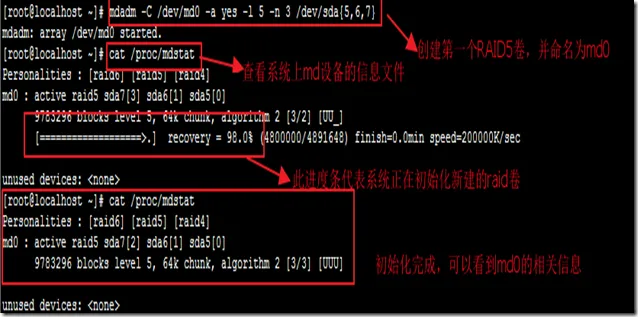 [root@localhost ~]# mdadm -C /dev/md0 -a yes -l 5 -n 3 /dev/sda{5,6,7}
mdadm: array /dev/md0 started.
创建第一个RAID5卷，并命名为md0
[root@localhost ~]# cat /proc/mdstat
查看系统上md设备的信息文件
Personalities : [raid6] [raid5] [raid4]
md0 : active raid5 sda7[3] sda6[1] sda5[0]
9783296 blocks level 5, 64k chunk, algorithm 2 [3/2] [UU_]
[===================>.] recovery = 98.0% (4800000/4891648) finish=0.0min speed=200000K/sec
此进度条代表系统正在初始化新建的raid卷
unused devices: <none>
[root@localhost ~]# cat /proc/mdstat
Personalities : [raid6] [raid5] [raid4]
md0 : active raid5 sda7[2] sda6[1] sda5[0]
9783296 blocks level 5, 64k chunk, algorithm 2 [3/3] [UUU]
初始化完成，可以看到md0的相关信息
unused devices: <none>